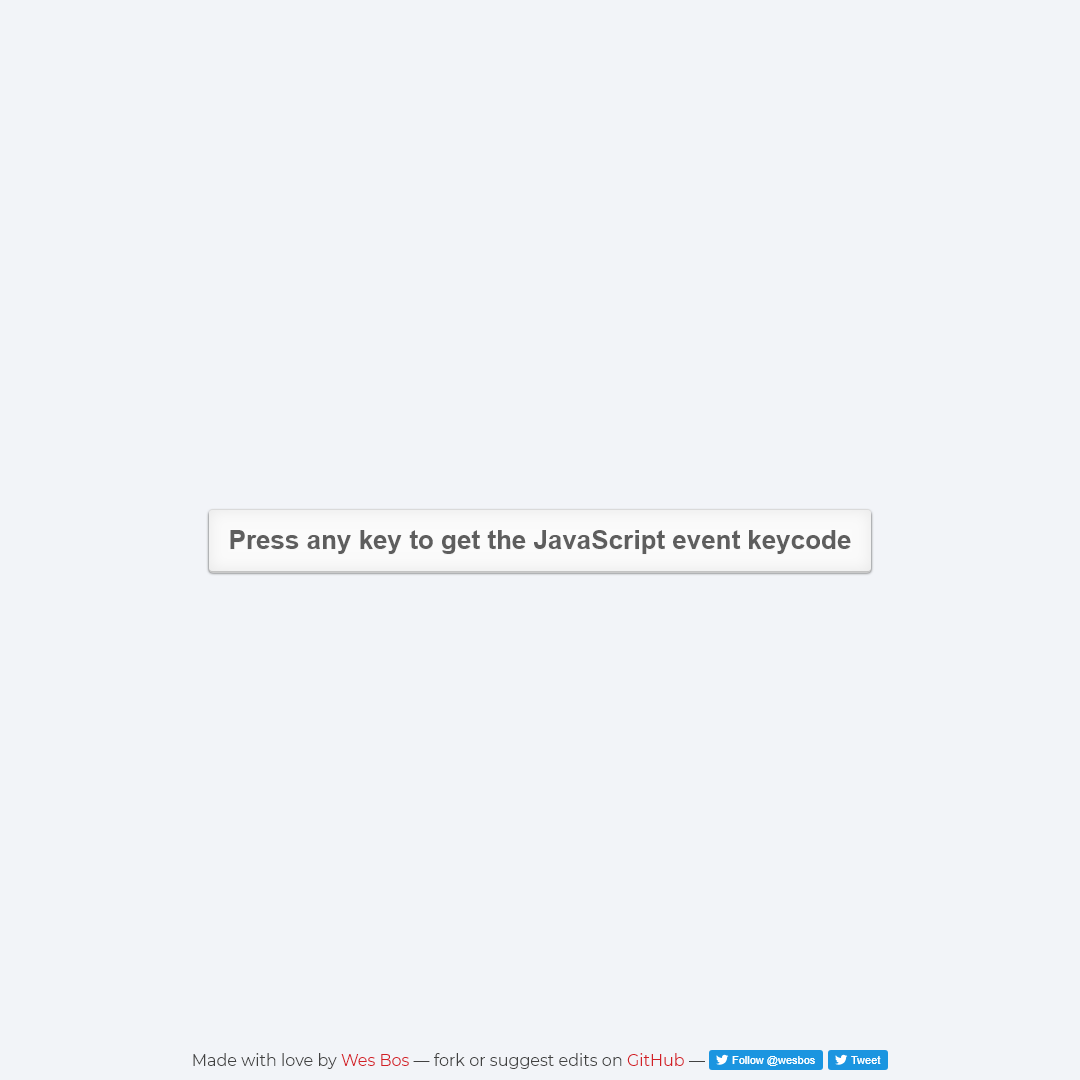 Press any key to get the JavaScript event keycode
Made with love by Wes Bos — fork or suggest edits on GitHub — Follow @wesbos Tweet